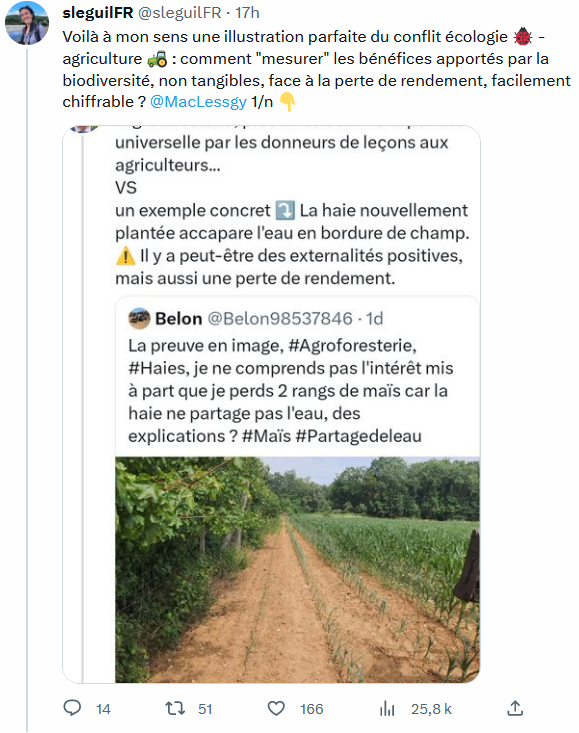 sleguilFR @sleguilFR · 17h
Voilà à mon sens une illustration parfaite du conflit écologie 🐞 -
agriculture 🚜 : comment "mesurer" les bénéfices apportés par la
biodiversité, non tangibles, face à la perte de rendement, facilement
chiffrable ? @MacLessgy 1/n 👇
universelle par les donneurs de leçons aux
agriculteurs...
VS
un exemple concret ⤵️ La haie nouvellement
plantée accapare l'eau en bordure de champ.
⚠️ Il y a peut-être des externalités positives,
mais aussi une perte de rendement.
Belon @Belon98537846 · 1d
La preuve en image, #Agroforesterie,
#Haies, je ne comprends pas l'intérêt mis
à part que je perds 2 rangs de maïs car la
haie ne partage pas l'eau, des
explications ? #Maïs #Partagedeleau
14 51 166 25,8 k